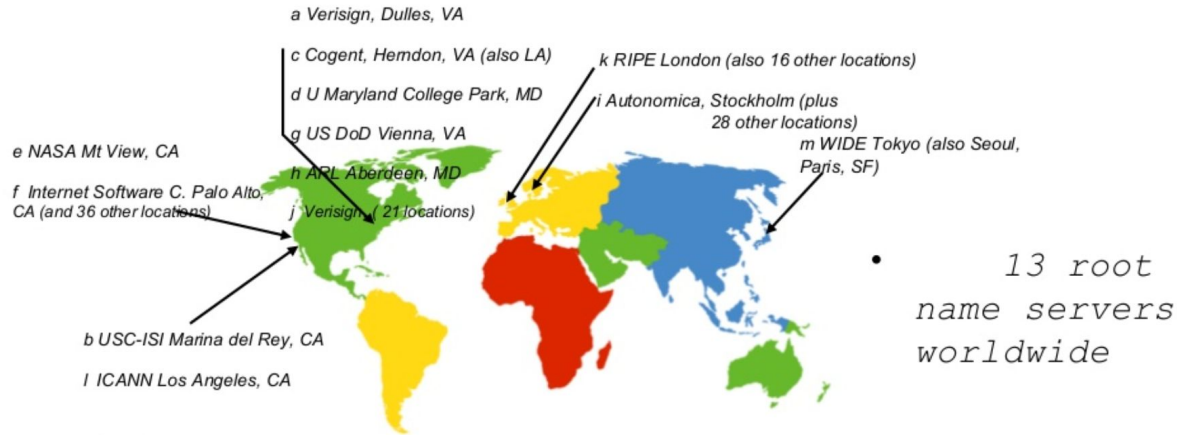 a Verisign, Dulles, VA
c Cogent, Herndon, VA (also LA)
d U Maryland College Park, MD
g US DoD Vienna, VA
h ARL Aberdeen, MD
j Verisign, ( 21 locations)
k RIPE London (also 16 other locations)
i Autonomica, Stockholm (plus
28 other locations)
m WIDE Tokyo (also Seoul,
Paris, SF)
e NASA Mt View, CA
f Internet Software C. Palo Alto,
CA (and 36 other locations)
b USC-ISI Marina del Rey, CA
l ICANN Los Angeles, CA
• 13 root
name servers
worldwide